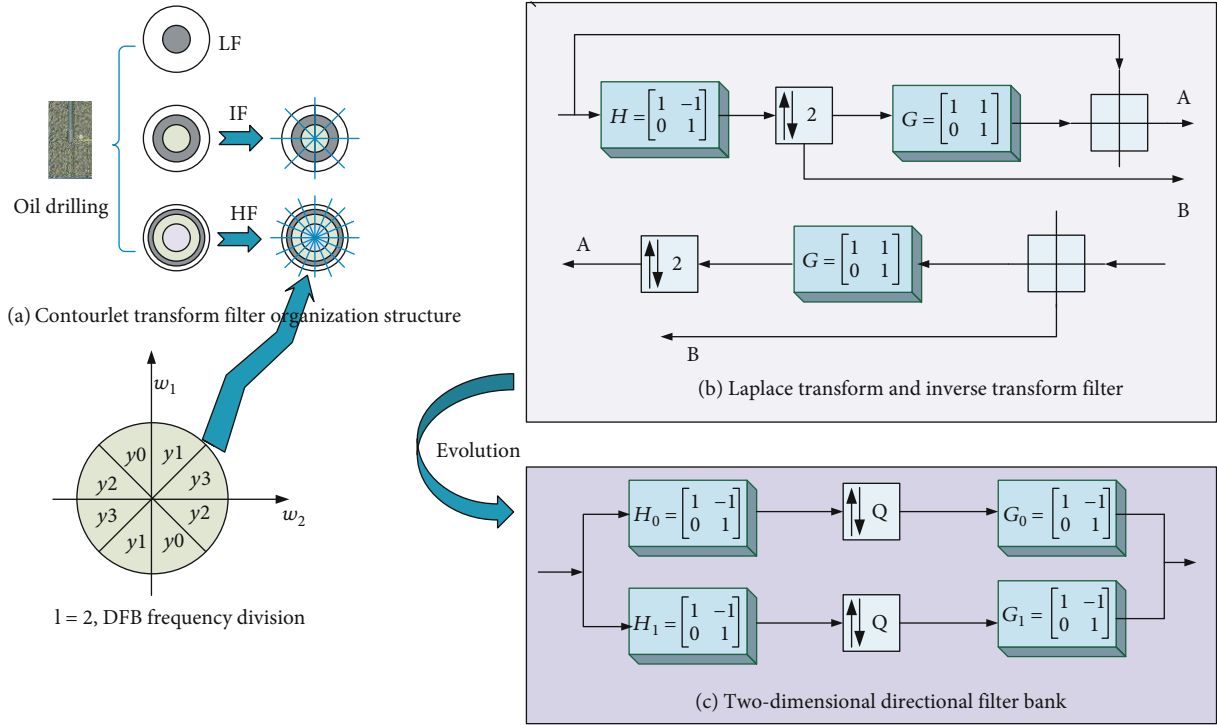 LF
IF
HF
Oil drilling
(a) Contourlet transform filter organization structure
w₁
w₂
y0 y1
y2 y3
y3 y2
y1 y0
l = 2, DFB frequency division
Evolution
H = [1 −1
0 1]
2
G = [1 1
0 1]
A
B
A
2
G = [1 1
0 1]
B
(b) Laplace transform and inverse transform filter
H₀ = [1 −1
0 1]
Q
G₀ = [1 −1
0 1]
H₁ = [1 −1
0 1]
Q
G₁ = [1 −1
0 1]
(c) Two-dimensional directional filter bank